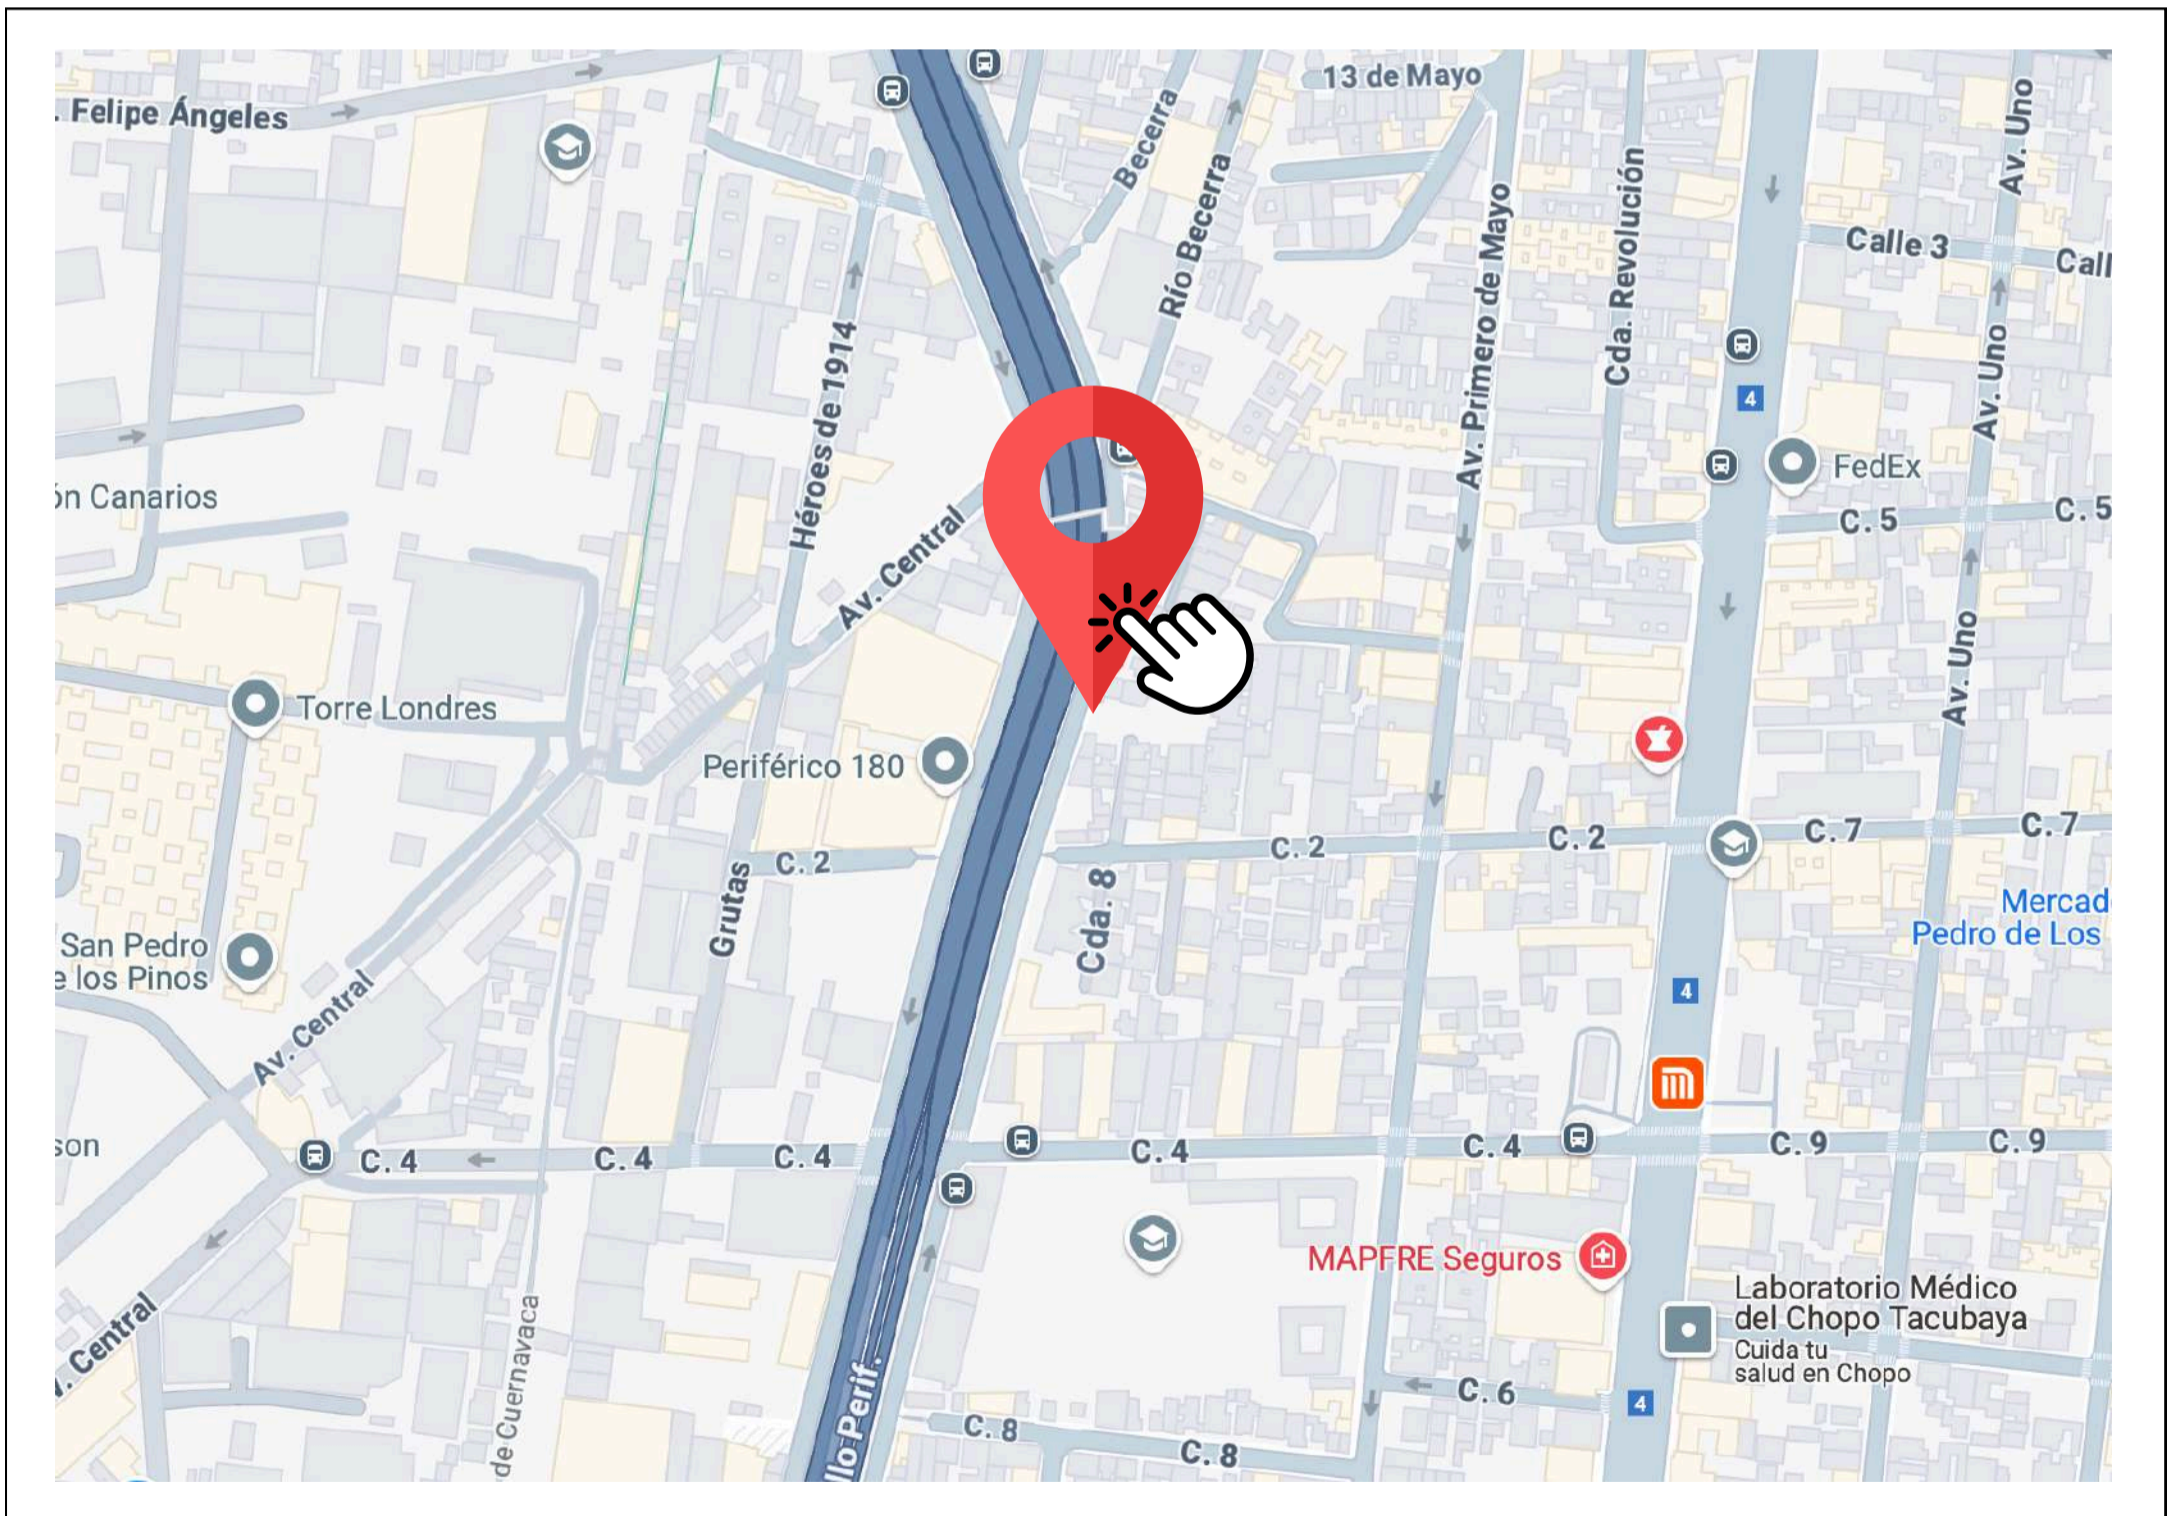 13 de Mayo
. Felipe Ángeles
Becerra
Av. Uno
Río Becerra
Cda. Revolución
Av. Primero de Mayo
Calle 3
Call
Héroes de 1914
Av. Uno
4
FedEx
ón Canarios
C. 5
C. 5
Av. Central
Av. Uno
Torre Londres
Periférico 180
C. 2
C. 2
C. 2
C. 7
C. 7
Grutas
Cda. 8
Mercad
Pedro de Los
San Pedro
e los Pinos
Av. Central
4
son
C. 4
C. 4
C. 4
C. 4
C. 4
C. 9
C. 9
MAPFRE Seguros
Laboratorio Médico
del Chopo Tacubaya
Cuida tu
salud en Chopo
. Central
de Cuernavaca
llo Perif.
C. 6
4
C. 8
C. 8